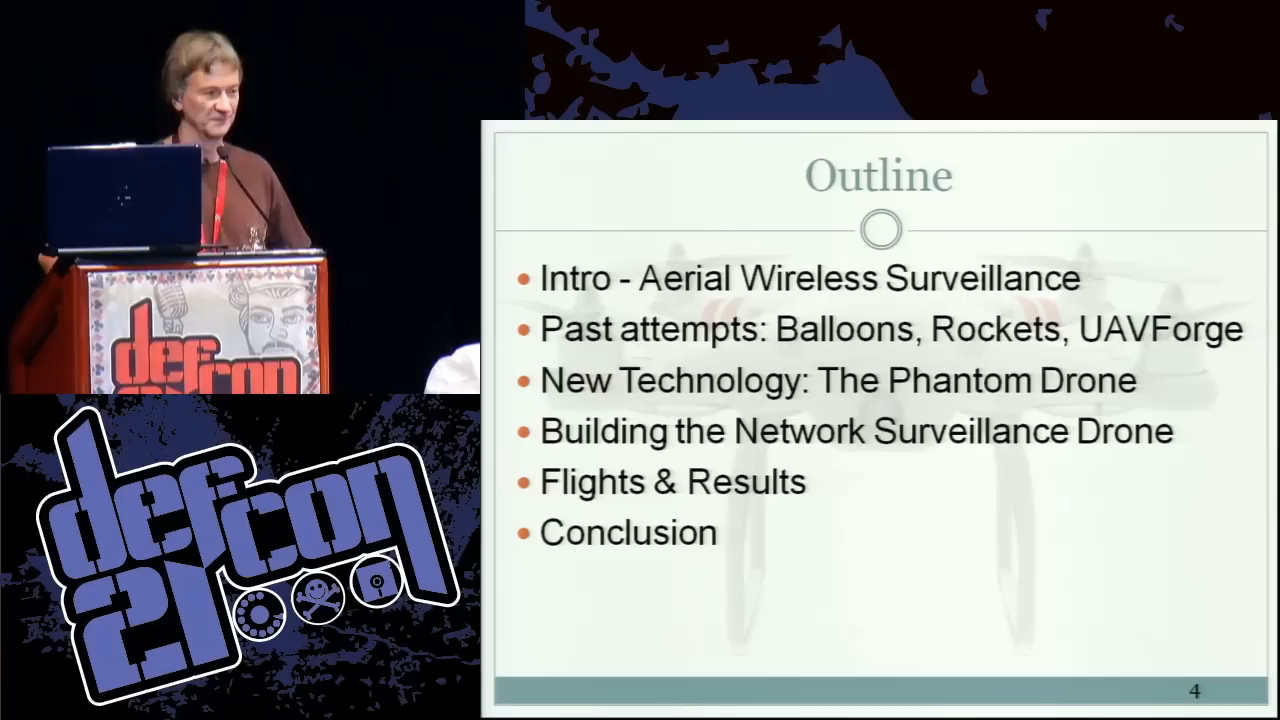 Outline
Intro - Aerial Wireless Surveillance
Past attempts: Balloons, Rockets, UAVForge
New Technology: The Phantom Drone
Building the Network Surveillance Drone
Flights & Results
Conclusion
4
defcon
defcon
21